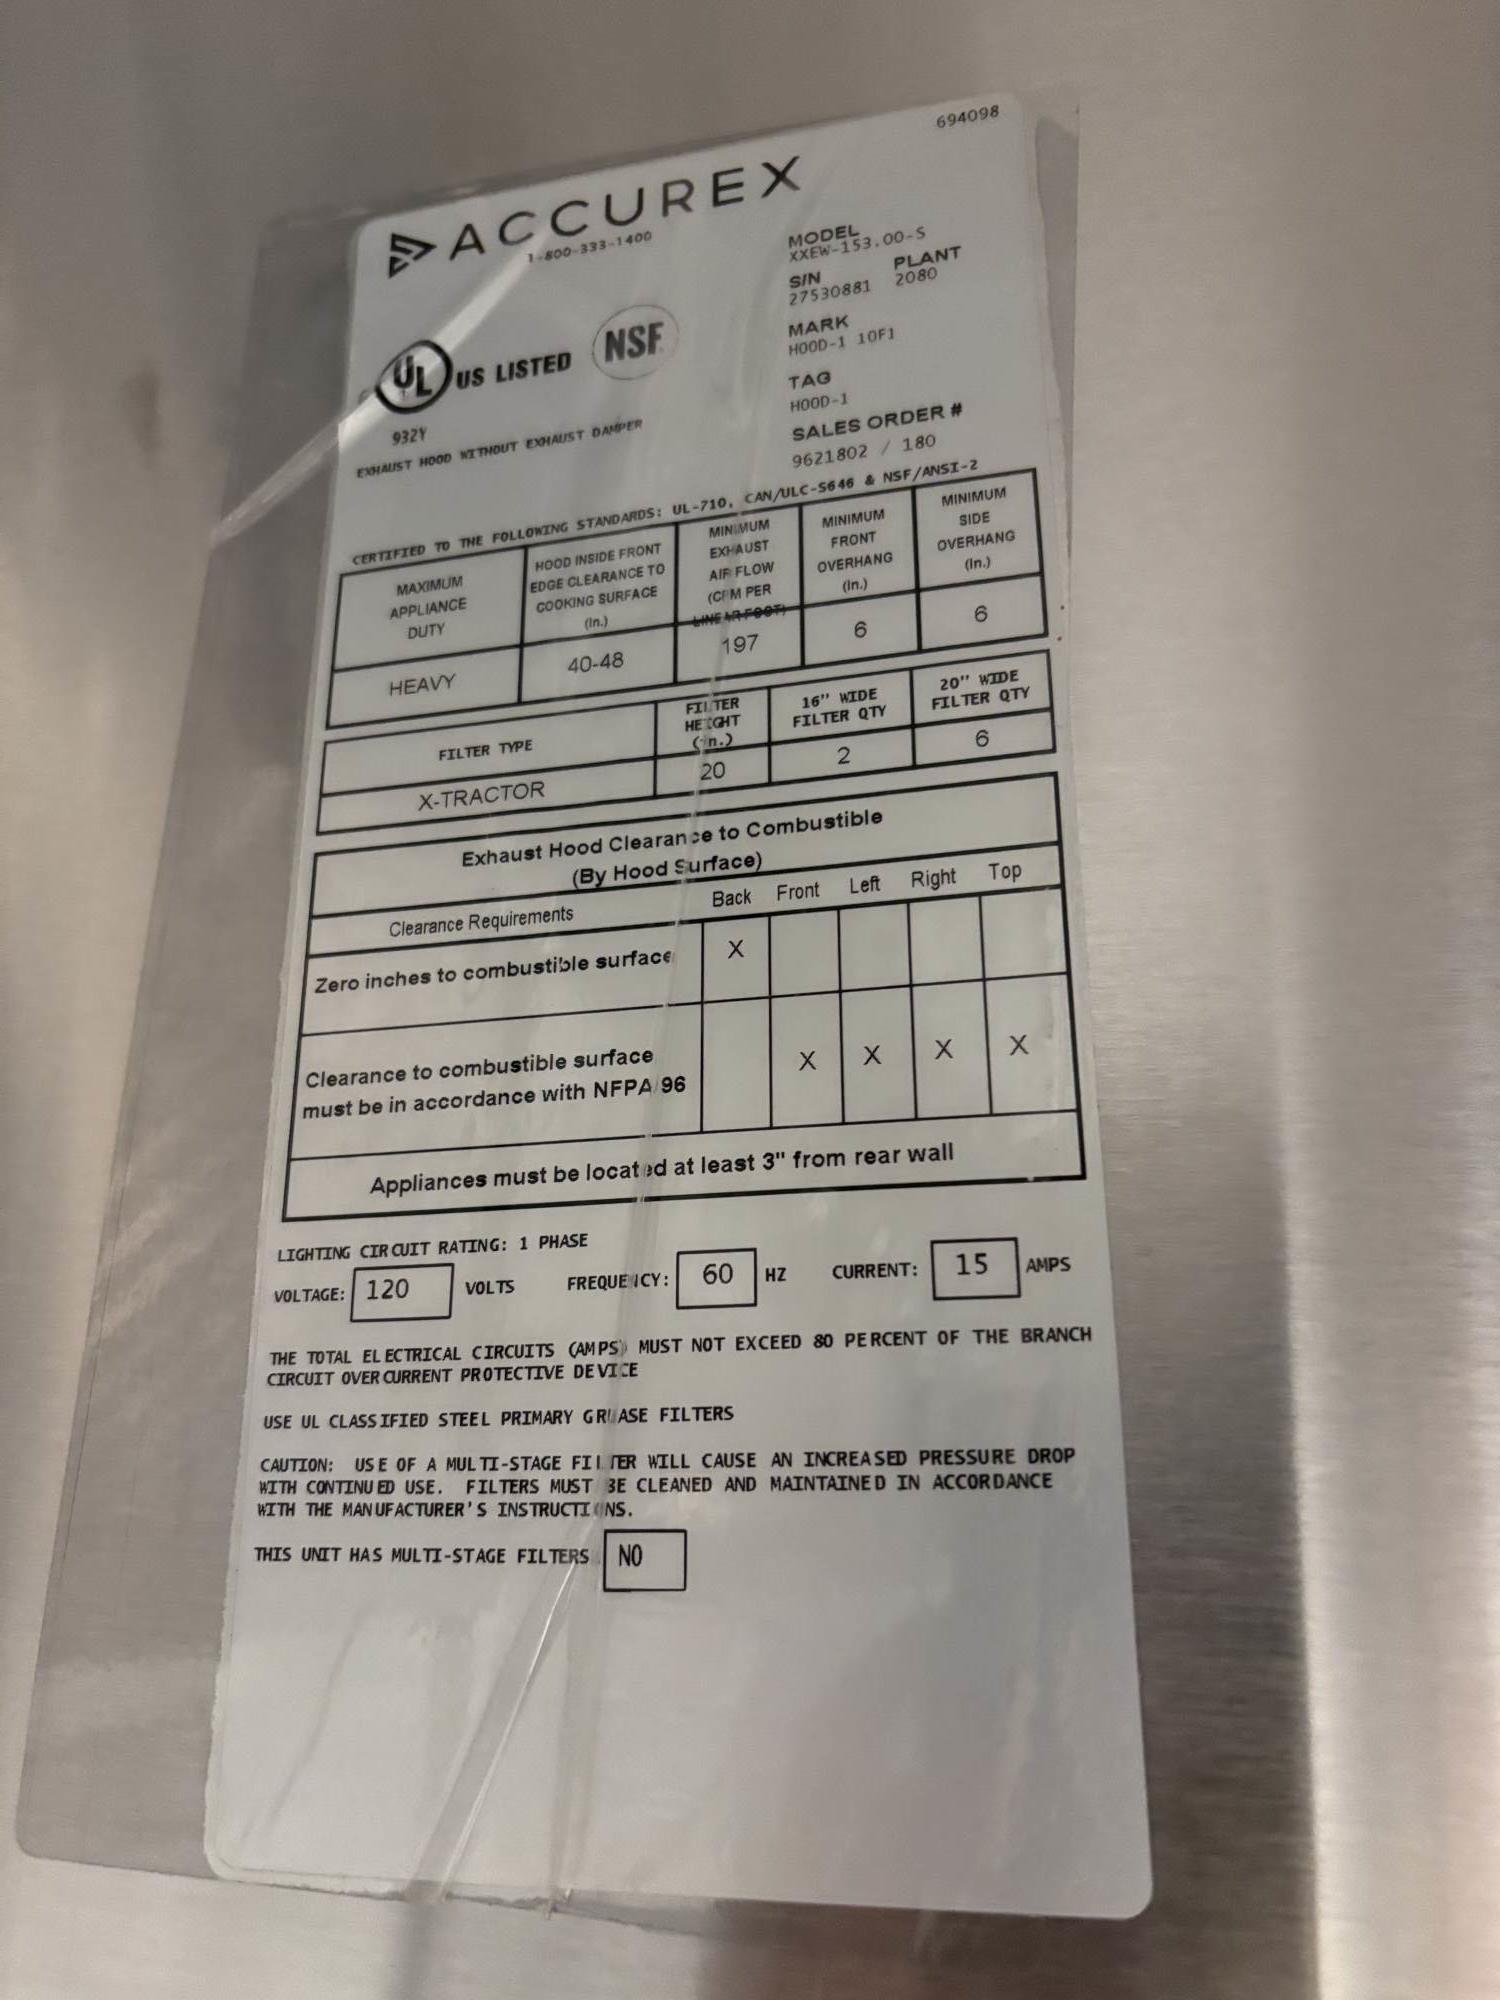 694098
ACCUREX
1-800-333-1400
MODEL
XXEW-153.00-S
S/N PLANT
27530881 2080
MARK
HOOD-1 1OF1
TAG
HOOD-1
SALES ORDER #
9621802 / 180
UL US LISTED NSF
932Y
EXHAUST HOOD WITHOUT EXHAUST DAMPER
CERTIFIED TO THE FOLLOWING STANDARDS: UL-710, CAN/ULC-S646 & NSF/ANSI-2
MAXIMUM
APPLIANCE
DUTY
HOOD INSIDE FRONT
EDGE CLEARANCE TO
COOKING SURFACE
(In.)
MINIMUM
EXHAUST
AIR FLOW
(CFM PER
LINEAR FOOT)
MINIMUM
FRONT
OVERHANG
(In.)
MINIMUM
SIDE
OVERHANG
(In.)
HEAVY 40-48 197 6 6
FILTER TYPE
FILTER
HEIGHT
(in.)
16" WIDE
FILTER QTY
20" WIDE
FILTER QTY
X-TRACTOR 20 2 6
Exhaust Hood Clearance to Combustible
(By Hood Surface)
Clearance Requirements Back Front Left Right Top
Zero inches to combustible surface X
Clearance to combustible surface
must be in accordance with NFPA 96 X X X X
Appliances must be located at least 3" from rear wall
LIGHTING CIRCUIT RATING: 1 PHASE
VOLTAGE: 120 VOLTS FREQUENCY: 60 HZ CURRENT: 15 AMPS
THE TOTAL ELECTRICAL CIRCUITS (AMPS) MUST NOT EXCEED 80 PERCENT OF THE BRANCH
CIRCUIT OVERCURRENT PROTECTIVE DEVICE
USE UL CLASSIFIED STEEL PRIMARY GREASE FILTERS
CAUTION: USE OF A MULTI-STAGE FILTER WILL CAUSE AN INCREASED PRESSURE DROP
WITH CONTINUED USE. FILTERS MUST BE CLEANED AND MAINTAINED IN ACCORDANCE
WITH THE MANUFACTURER'S INSTRUCTIONS.
THIS UNIT HAS MULTI-STAGE FILTERS NO